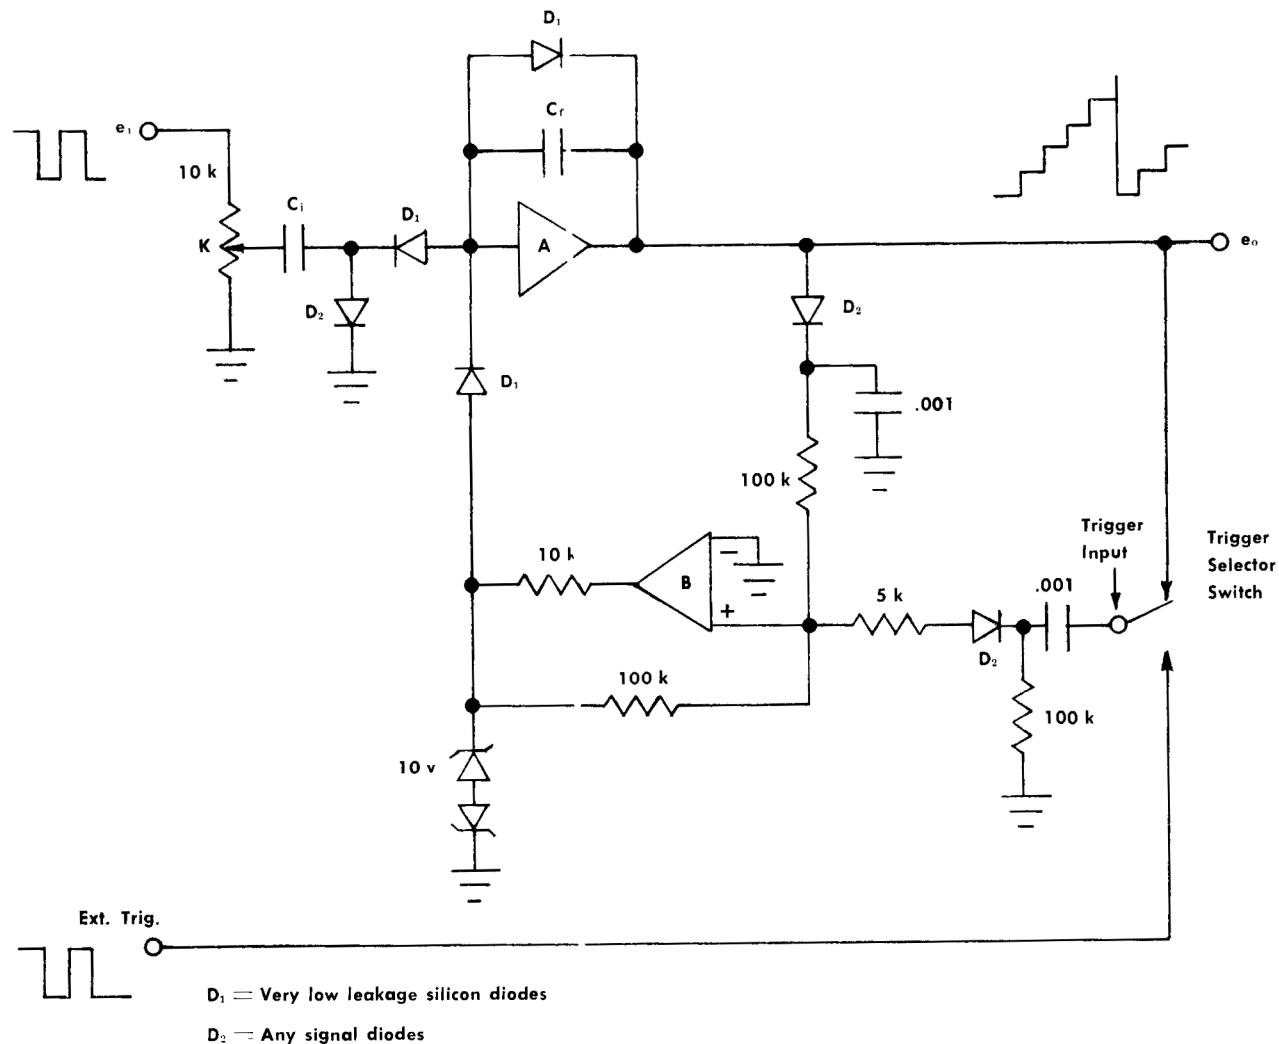 D₁
Cf
e₁
10 k
K
Ci
D₁
A
eₒ
D₂
D₂
D₁
.001
100 k
10 k
B
−
+
5 k
D₂
.001
Trigger
Input
Trigger
Selector
Switch
100 k
100 k
10 v
Ext. Trig.
D₁ = Very low leakage silicon diodes
D₂ = Any signal diodes